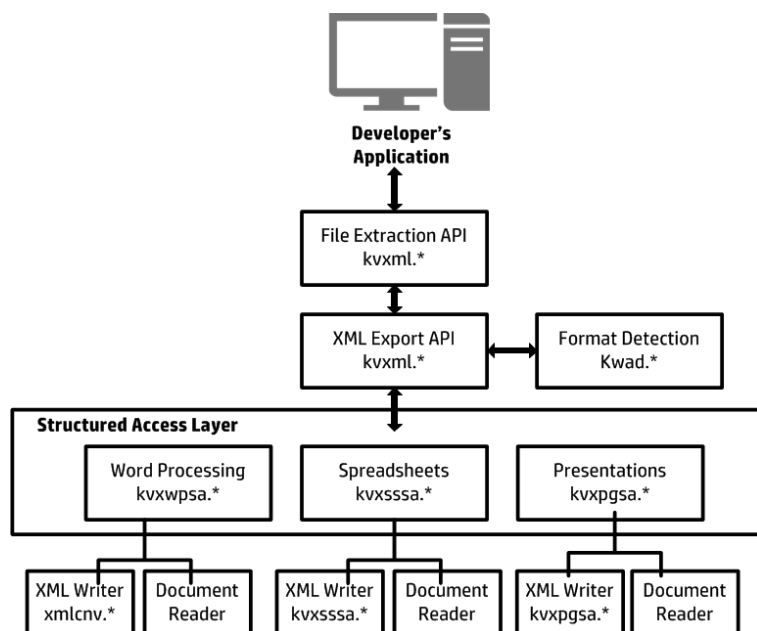 Developer's
Application
File Extraction API
kvxml.*
XML Export API
kvxml.*
Format Detection
Kwad.*
Structured Access Layer
Word Processing
kvxwpsa.*
Spreadsheets
kvxsssa.*
Presentations
kvxpgsa.*
XML Writer
xmlcnv.*
Document
Reader
XML Writer
kvxsssa.*
Document
Reader
XML Writer
kvxpgsa.*
Document
Reader